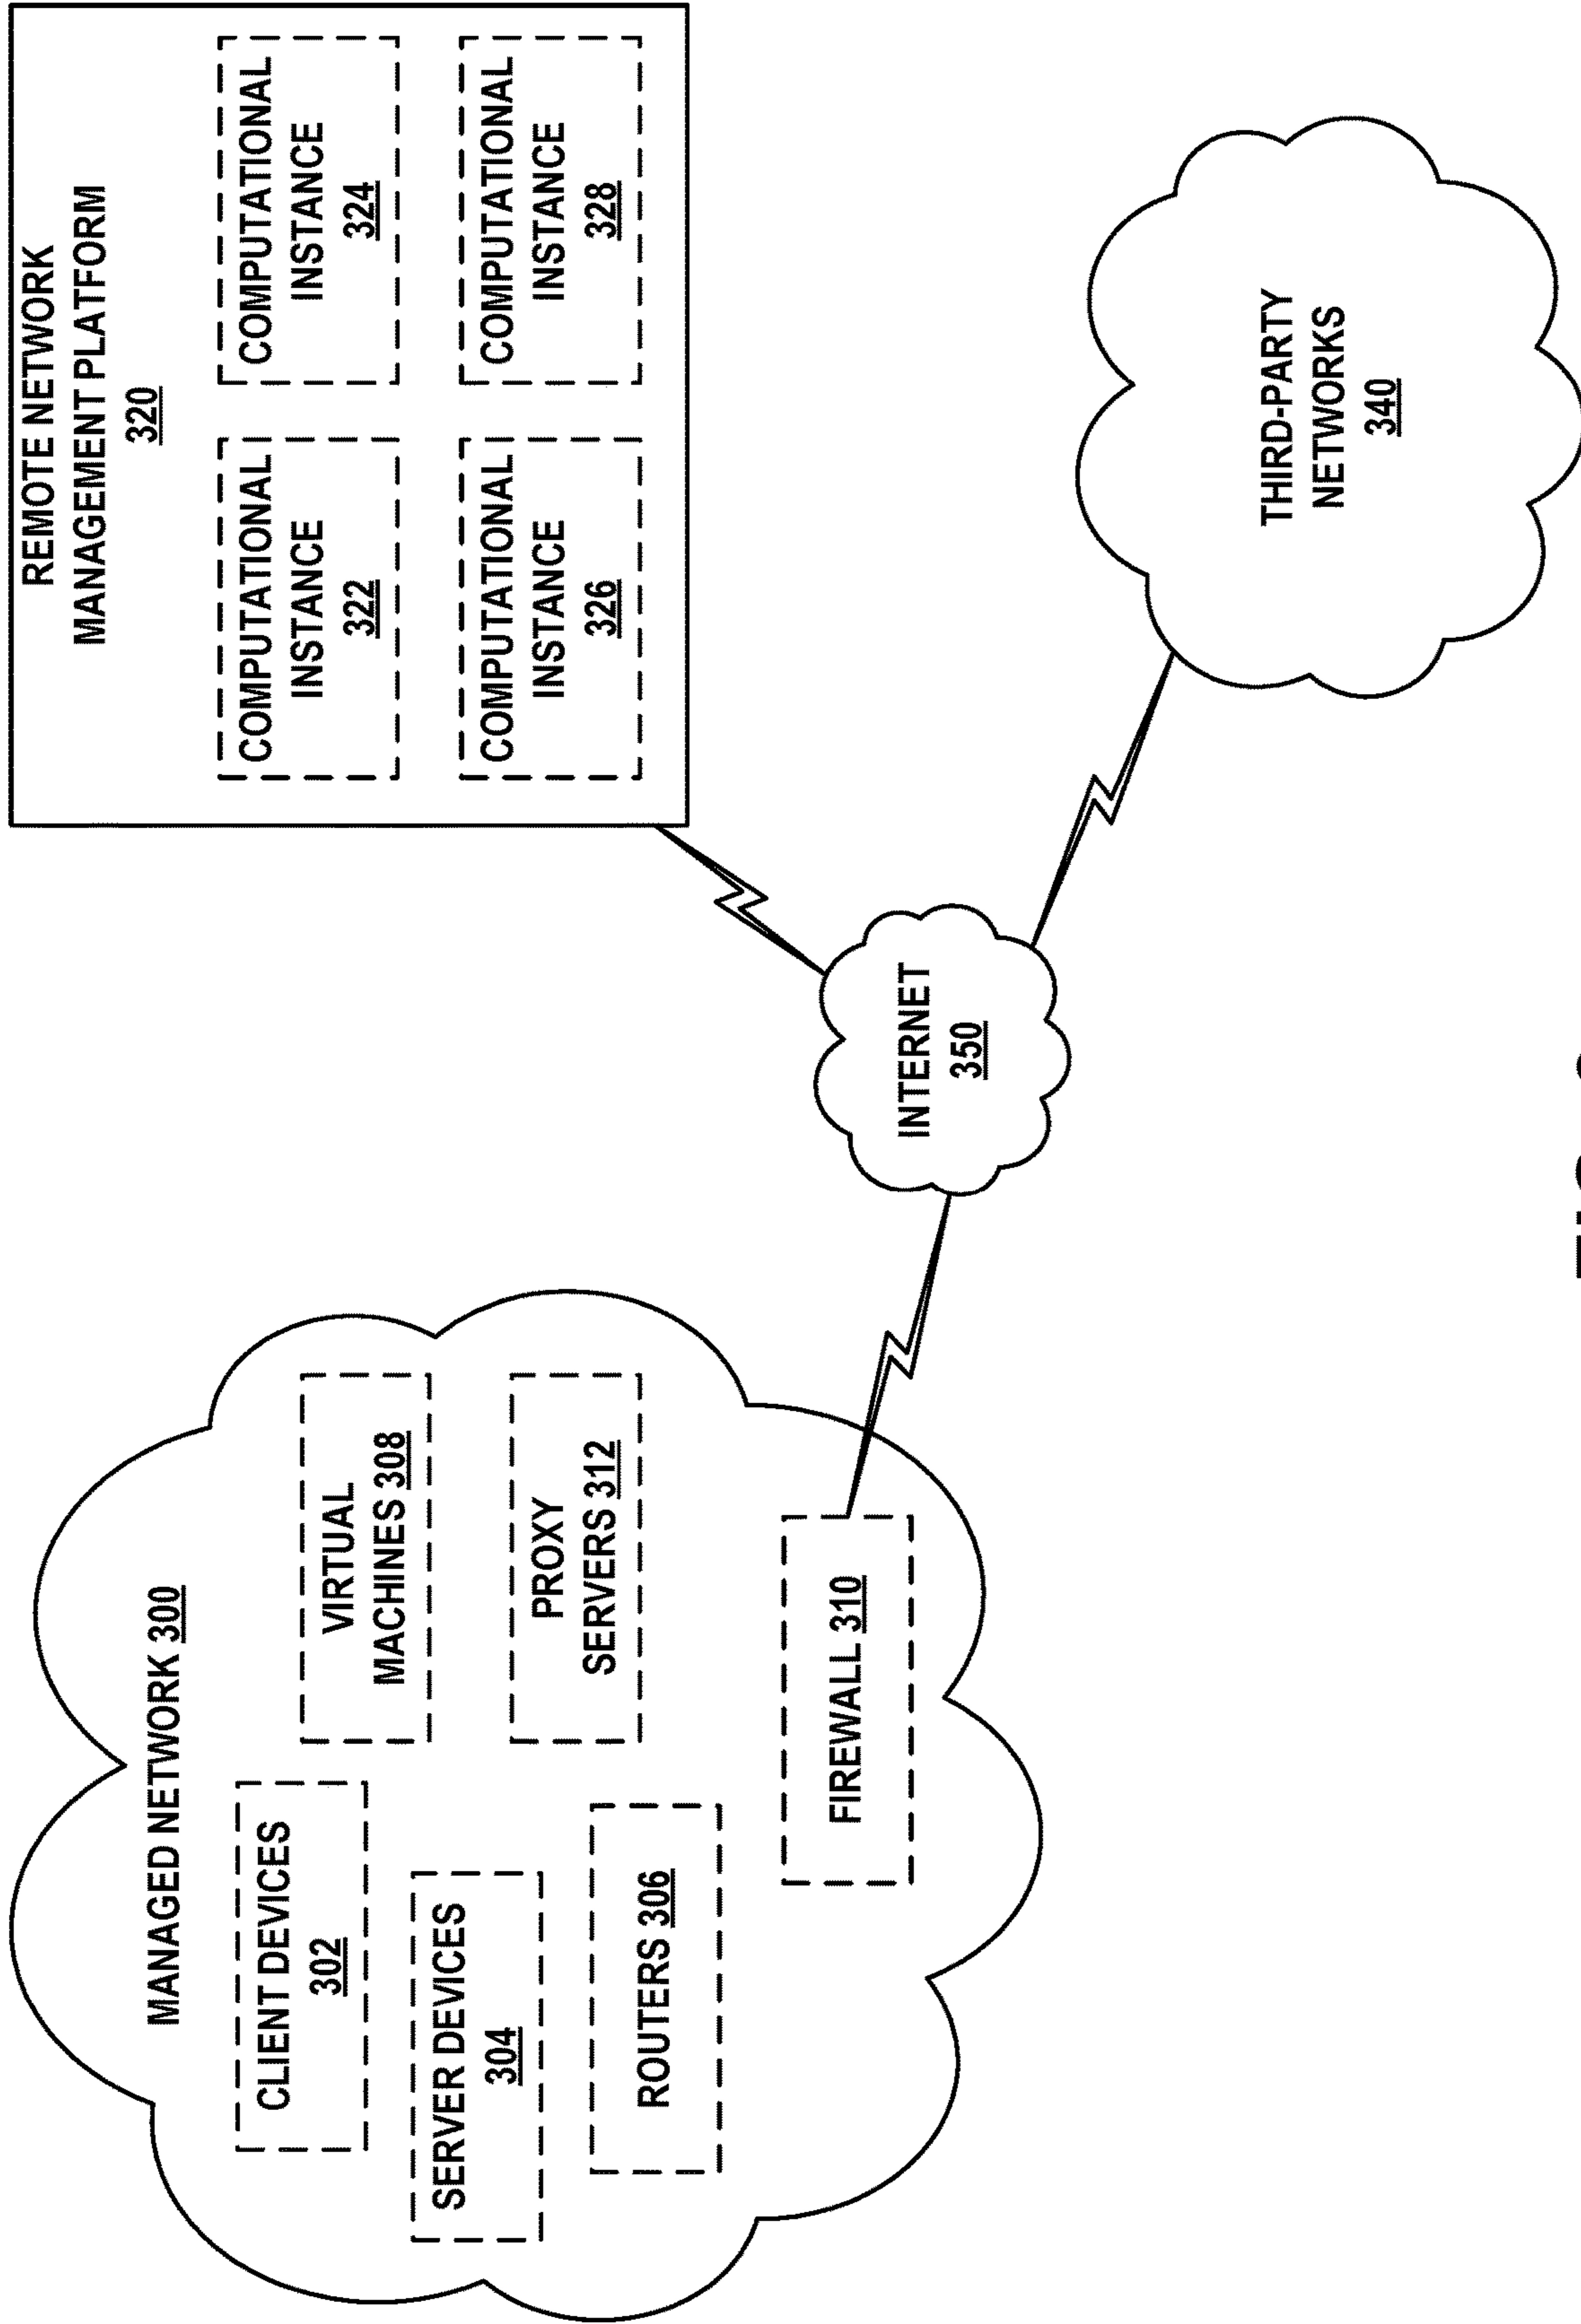 MANAGED NETWORK 300
CLIENT DEVICES
302
SERVER DEVICES
304
ROUTERS 306
VIRTUAL
MACHINES 308
PROXY
SERVERS 312
FIREWALL 310
INTERNET
350
REMOTE NETWORK
MANAGEMENT PLATFORM
320
COMPUTATIONAL
INSTANCE
322
COMPUTATIONAL
INSTANCE
324
COMPUTATIONAL
INSTANCE
326
COMPUTATIONAL
INSTANCE
328
THIRD-PARTY
NETWORKS
340